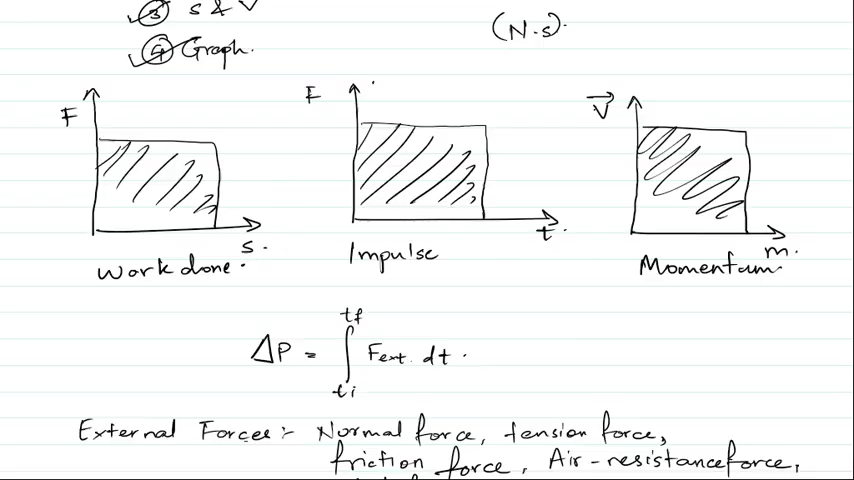 ③ S & V
④ Graph.
(N·s).
F
F
V
s.
t.
m.
Work done.
Impulse
Momentum.
tf
ΔP = ∫ Fext. dt.
ti
External Forces :- Normal force, tension force,
friction force, Air-resistance force,